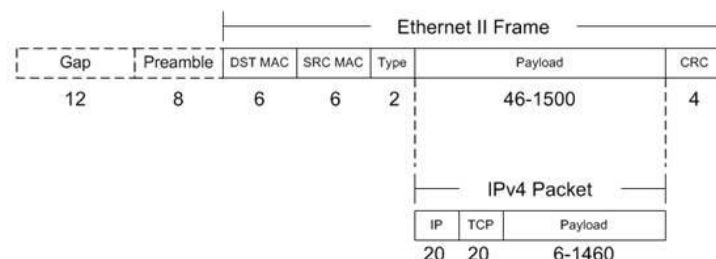 Ethernet II Frame
Gap Preamble DST MAC SRC MAC Type Payload CRC
12 8 6 6 2 46-1500 4
IPv4 Packet
IP TCP Payload
20 20 6-1460